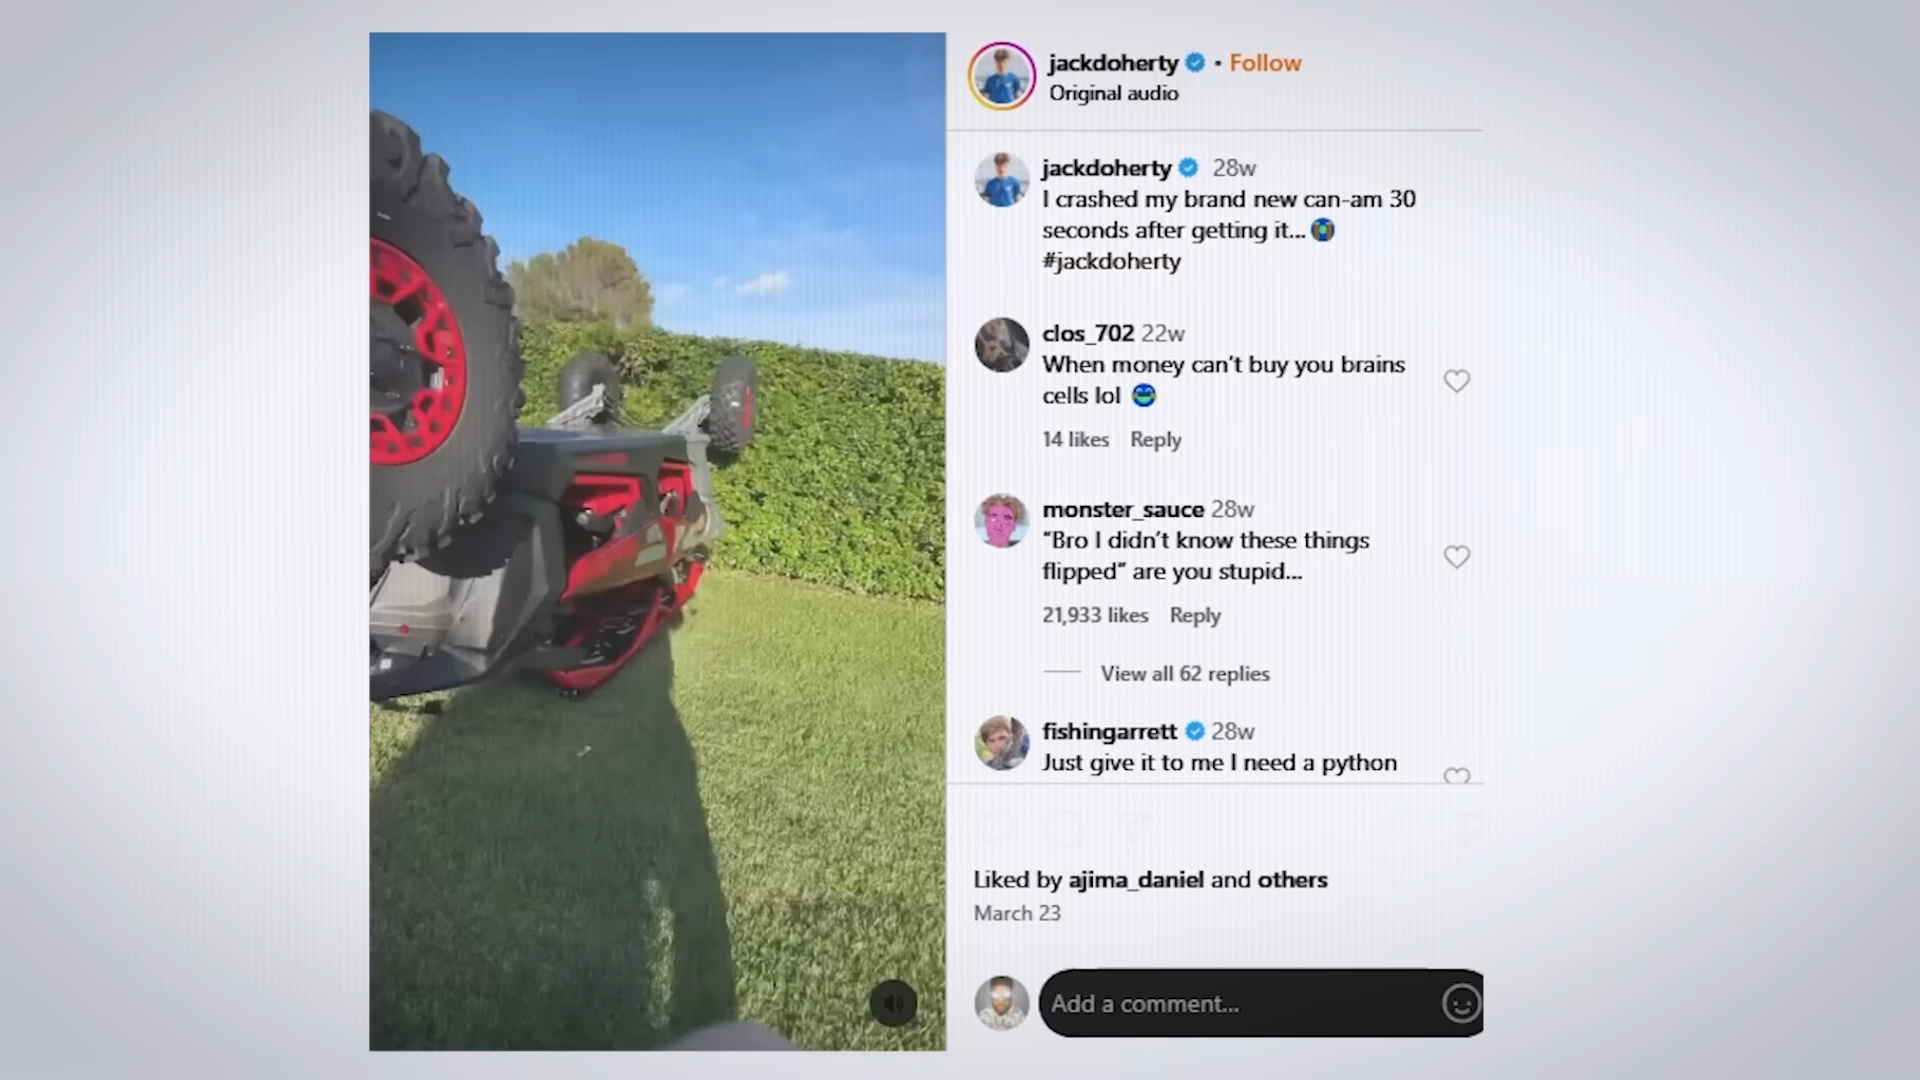 jackdoherty • Follow
Original audio
jackdoherty 28w
I crashed my brand new can-am 30
seconds after getting it...
#jackdoherty
clos_702 22w
When money can't buy you brains
cells lol
14 likes Reply
monster_sauce 28w
"Bro I didn't know these things
flipped" are you stupid...
21,933 likes Reply
View all 62 replies
fishingarrett 28w
Just give it to me I need a python
Liked by ajima_daniel and others
March 23
Add a comment...